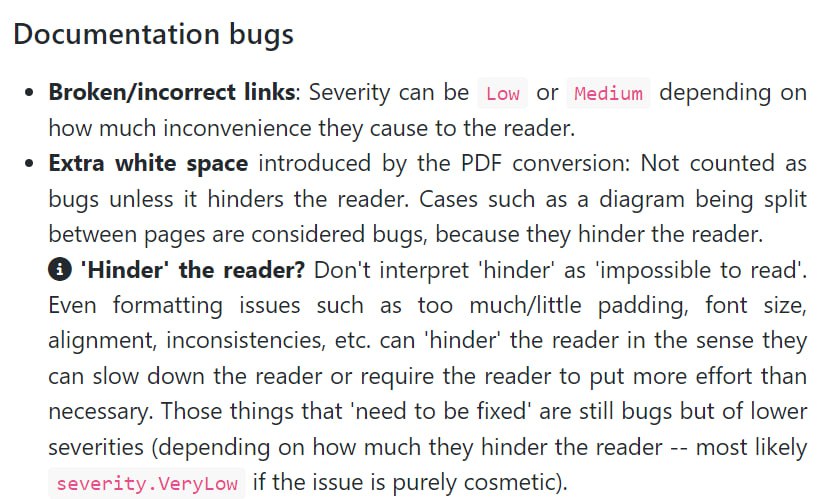 Documentation bugs
• Broken/incorrect links: Severity can be Low or Medium depending on
how much inconvenience they cause to the reader.
• Extra white space introduced by the PDF conversion: Not counted as
bugs unless it hinders the reader. Cases such as a diagram being split
between pages are considered bugs, because they hinder the reader.
'Hinder' the reader? Don't interpret 'hinder' as 'impossible to read'.
Even formatting issues such as too much/little padding, font size,
alignment, inconsistencies, etc. can 'hinder' the reader in the sense they
can slow down the reader or require the reader to put more effort than
necessary. Those things that 'need to be fixed' are still bugs but of lower
severities (depending on how much they hinder the reader -- most likely
severity.VeryLow if the issue is purely cosmetic).